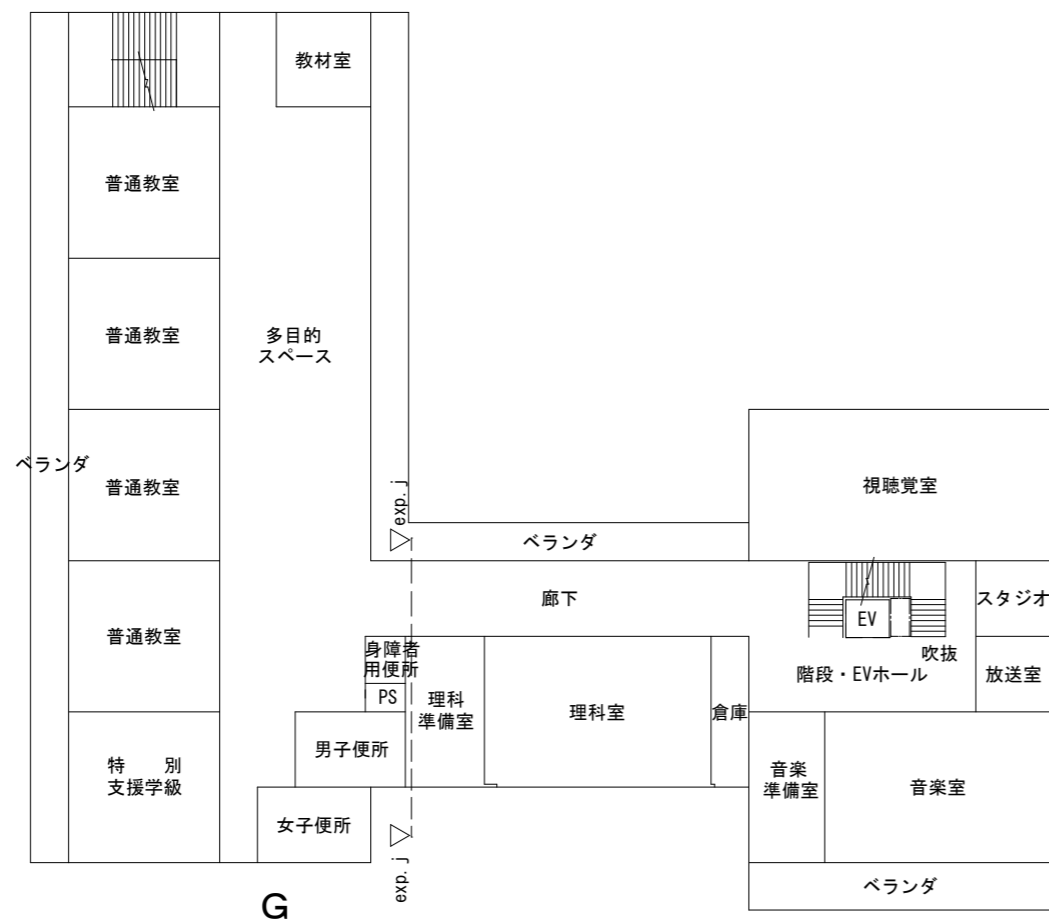 教材室
普通教室
普通教室
多目的
スペース
ベランダ
普通教室
視聴覚室
exp. j
ベランダ
廊下
スタジオ
EV
普通教室
身障者
用便所
吹抜
階段・EVホール
放送室
PS
理科
準備室
理科室
倉庫
男子便所
特 別
支援学級
音楽
準備室
音楽室
女子便所
exp. j
ベランダ
G